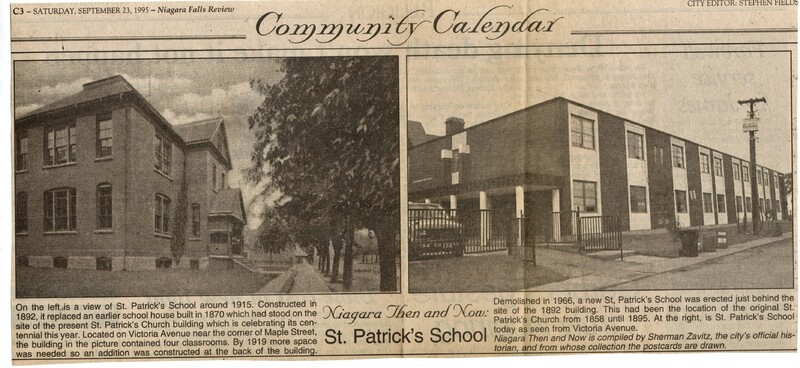 C3 – SATURDAY, SEPTEMBER 23, 1995 – Niagara Falls Review
CITY EDITOR: STEPHEN FIELDS
Community Calendar
On the left is a view of St. Patrick's School around 1915. Constructed in
1892, it replaced an earlier school house built in 1870 which had stood on the
site of the present St. Patrick's Church building which is celebrating its cen-
tennial this year. Located on Victoria Avenue near the corner of Maple Street,
the building in the picture contained four classrooms. By 1919 more space
was needed so an addition was constructed at the back of the building.
Niagara Then and Now:
St. Patrick's School
Demolished in 1966, a new St, Patrick's School was erected just behind the
site of the 1892 building. This had been the location of the original St.
Patrick's Church from 1858 until 1895. At the right, is St. Patrick's School
today as seen from Victoria Avenue.
Niagara Then and Now is compiled by Sherman Zavitz, the city's official his-
torian, and from whose collection the postcards are drawn.